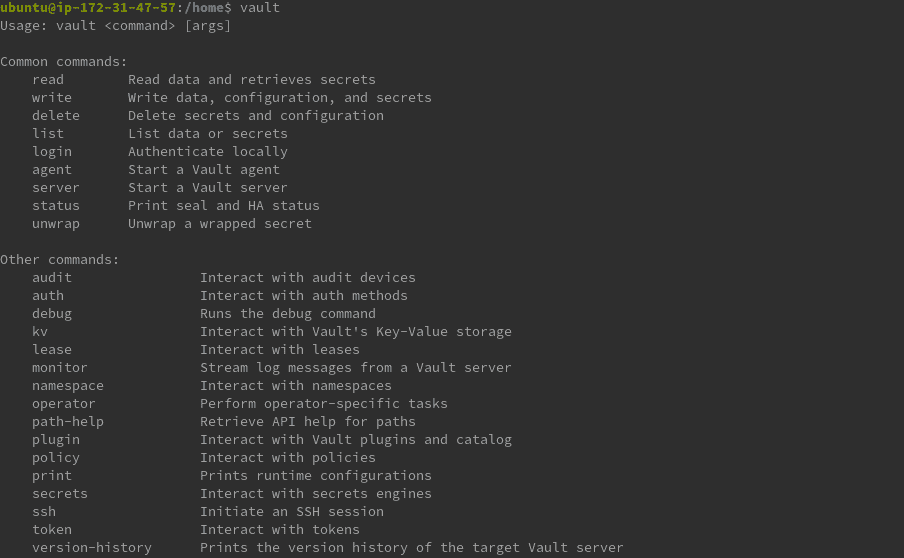 ubuntu@ip-172-31-47-57:/home$ vault
Usage: vault <command> [args]

Common commands:
    read        Read data and retrieves secrets
    write       Write data, configuration, and secrets
    delete      Delete secrets and configuration
    list        List data or secrets
    login       Authenticate locally
    agent       Start a Vault agent
    server      Start a Vault server
    status      Print seal and HA status
    unwrap      Unwrap a wrapped secret

Other commands:
    audit                Interact with audit devices
    auth                 Interact with auth methods
    debug                Runs the debug command
    kv                   Interact with Vault's Key-Value storage
    lease                Interact with leases
    monitor              Stream log messages from a Vault server
    namespace            Interact with namespaces
    operator             Perform operator-specific tasks
    path-help            Retrieve API help for paths
    plugin               Interact with Vault plugins and catalog
    policy               Interact with policies
    print                Prints runtime configurations
    secrets              Interact with secrets engines
    ssh                  Initiate an SSH session
    token                Interact with tokens
    version-history      Prints the version history of the target Vault server